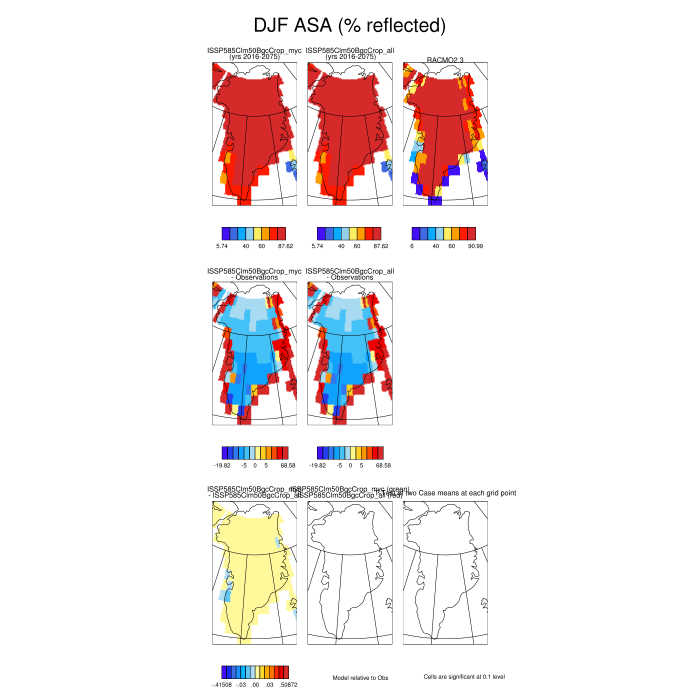 DJF ASA (% reflected)
ISSP585Clm50BgcCrop_myc ISSP585Clm50BgcCrop_all
(yrs 2016-2075) (yrs 2016-2075) RACMO2.3
5.74 40 60 87.62 5.74 40 60 87.62 6 40 60 90.99
ISSP585Clm50BgcCrop_myc ISSP585Clm50BgcCrop_all
- Observations - Observations
-19.82 -5 0 5 68.58 -19.82 -5 0 5 68.58
ISSP585Clm50BgcCrop_myc ISSP585Clm50BgcCrop_myc (green)
- ISSP585Clm50BgcCrop_all ISSP585Clm50BgcCrop_all (red) two Case means at each grid point
-.41508 -.03 .00 .03 .50872
Model relative to Obs Cells are significant at 0.1 level